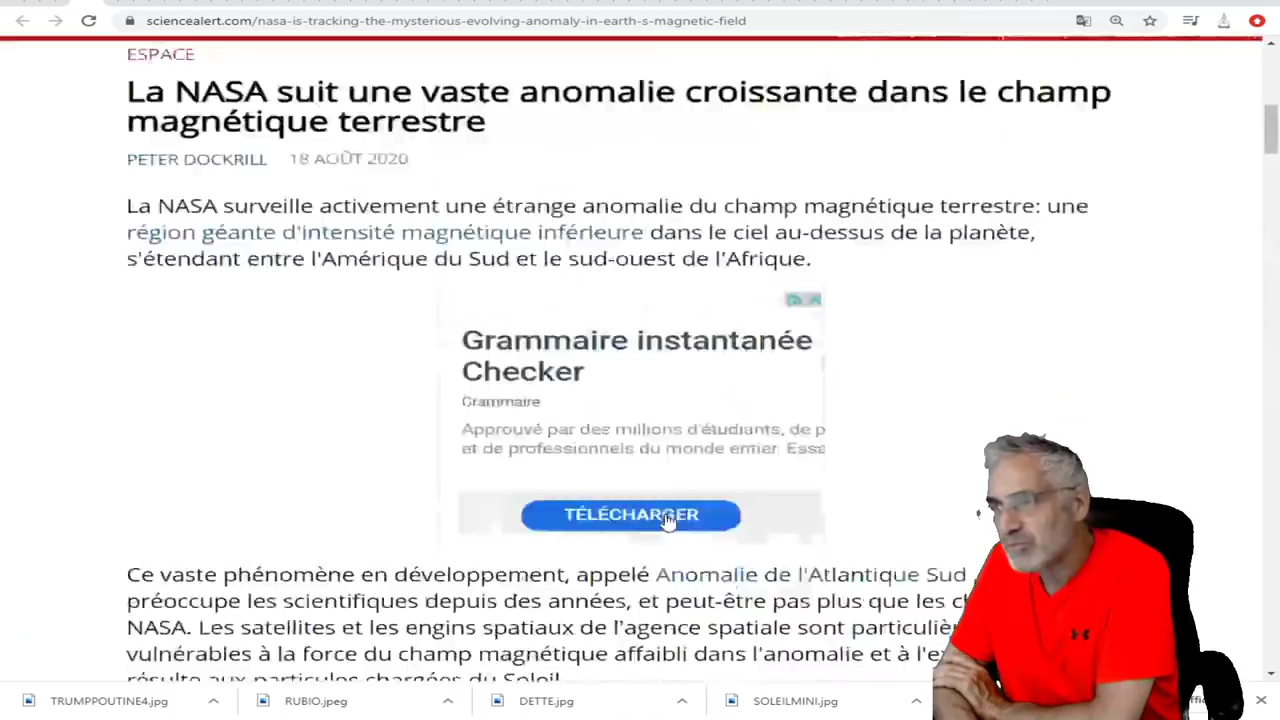 sciencealert.com/nasa-is-tracking-the-mysterious-evolving-anomaly-in-earth-s-magnetic-field
ESPACE
La NASA suit une vaste anomalie croissante dans le champ
magnétique terrestre
PETER DOCKRILL 18 AOÛT 2020
La NASA surveille activement une étrange anomalie du champ magnétique terrestre: une
région géante d'intensité magnétique inférieure dans le ciel au-dessus de la planète,
s'étendant entre l'Amérique du Sud et le sud-ouest de l'Afrique.
Grammaire instantanée
Checker
Grammaire
Approuvé par des millions d'étudiants, de p
et de professionnels du monde entier. Essa
TÉLÉCHARGER
Ce vaste phénomène en développement, appelé Anomalie de l'Atlantique Sud
préoccupe les scientifiques depuis des années, et peut-être pas plus que les
NASA. Les satellites et les engins spatiaux de l'agence spatiale sont
vulnérables à la force du champ magnétique affaibli dans l'anomalie et à
résulte aux particules chargées du Soleil.
TRUMPPOUTINE4.jpg RUBIO.jpeg DETTE.jpg SOLEILMINI.jpg